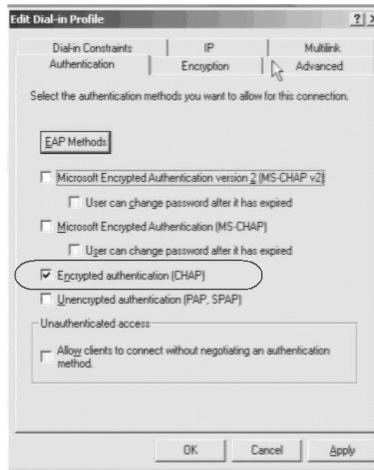 Edit Dial-in Profile
Dial-in Constraints
IP
Multilink
Authentication
Encryption
Advanced
Select the authentication methods you want to allow for this connection.
EAP Methods
Microsoft Encrypted Authentication version 2 (MS-CHAP v2)
User can change password after it has expired
Microsoft Encrypted Authentication (MS-CHAP)
User can change password after it has expired
Encrypted authentication (CHAP)
Unencrypted authentication (PAP, SPAP)
Unauthenticated access
Allow clients to connect without negotiating an authentication
method.
OK
Cancel
Apply